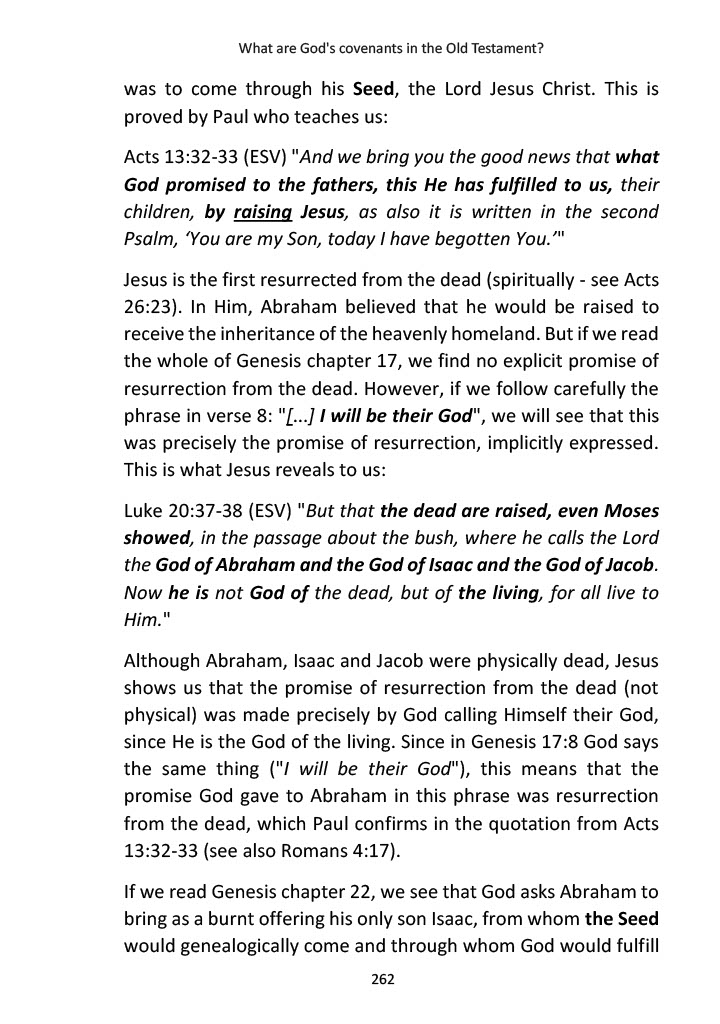 What are God's covenants in the Old Testament?
was to come through his Seed, the Lord Jesus Christ. This is
proved by Paul who teaches us:
Acts 13:32-33 (ESV) "And we bring you the good news that what
God promised to the fathers, this He has fulfilled to us, their
children, by raising Jesus, as also it is written in the second
Psalm, ‘You are my Son, today I have begotten You.’"
Jesus is the first resurrected from the dead (spiritually - see Acts
26:23). In Him, Abraham believed that he would be raised to
receive the inheritance of the heavenly homeland. But if we read
the whole of Genesis chapter 17, we find no explicit promise of
resurrection from the dead. However, if we follow carefully the
phrase in verse 8: "[...] I will be their God", we will see that this
was precisely the promise of resurrection, implicitly expressed.
This is what Jesus reveals to us:
Luke 20:37-38 (ESV) "But that the dead are raised, even Moses
showed, in the passage about the bush, where he calls the Lord
the God of Abraham and the God of Isaac and the God of Jacob.
Now he is not God of the dead, but of the living, for all live to
Him."
Although Abraham, Isaac and Jacob were physically dead, Jesus
shows us that the promise of resurrection from the dead (not
physical) was made precisely by God calling Himself their God,
since He is the God of the living. Since in Genesis 17:8 God says
the same thing ("I will be their God"), this means that the
promise God gave to Abraham in this phrase was resurrection
from the dead, which Paul confirms in the quotation from Acts
13:32-33 (see also Romans 4:17).
If we read Genesis chapter 22, we see that God asks Abraham to
bring as a burnt offering his only son Isaac, from whom the Seed
would genealogically come and through whom God would fulfill
262